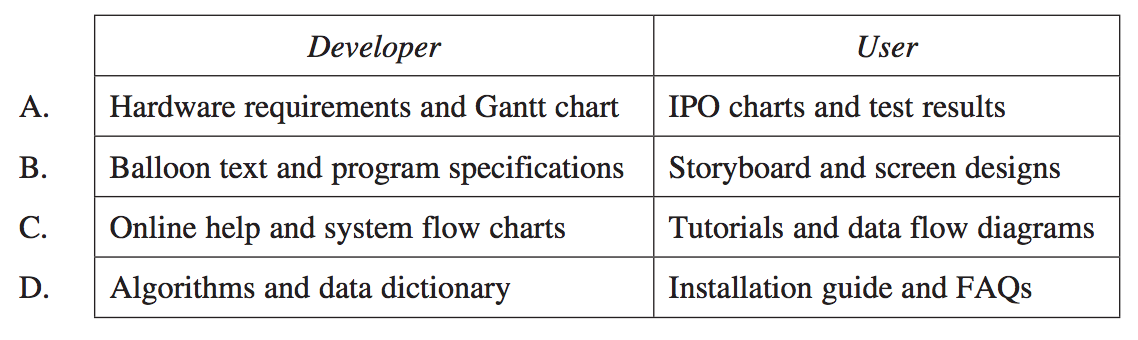 Developer User
A. Hardware requirements and Gantt chart IPO charts and test results
B. Balloon text and program specifications Storyboard and screen designs
C. Online help and system flow charts Tutorials and data flow diagrams
D. Algorithms and data dictionary Installation guide and FAQs